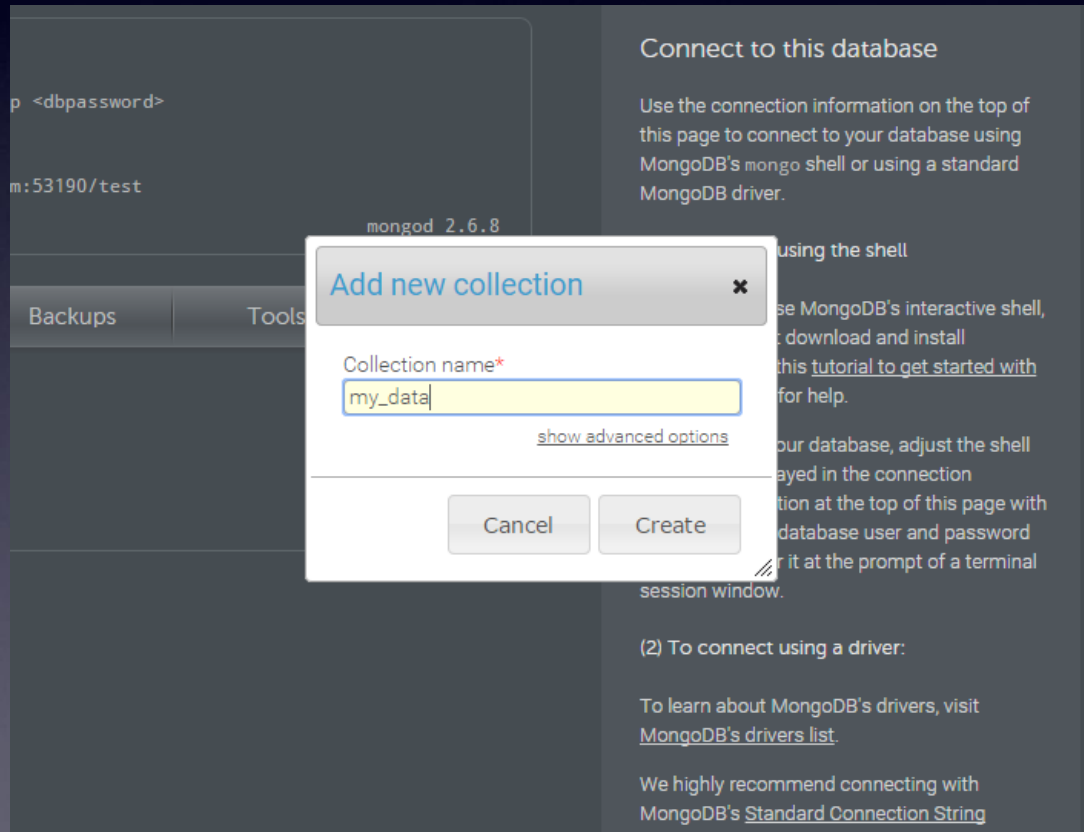 p <dbpassword>
m:53190/test
mongod 2.6.8
Backups
Tools
Add new collection
Collection name*
my_data
show advanced options
Cancel
Create
Connect to this database
Use the connection information on the top of
this page to connect to your database using
MongoDB's mongo shell or using a standard
MongoDB driver.
using the shell
se MongoDB's interactive shell,
download and install
this tutorial to get started with
for help.
our database, adjust the shell
ayed in the connection
tion at the top of this page with
database user and password
r it at the prompt of a terminal
session window.
(2) To connect using a driver:
To learn about MongoDB's drivers, visit
MongoDB's drivers list.
We highly recommend connecting with
MongoDB's Standard Connection String